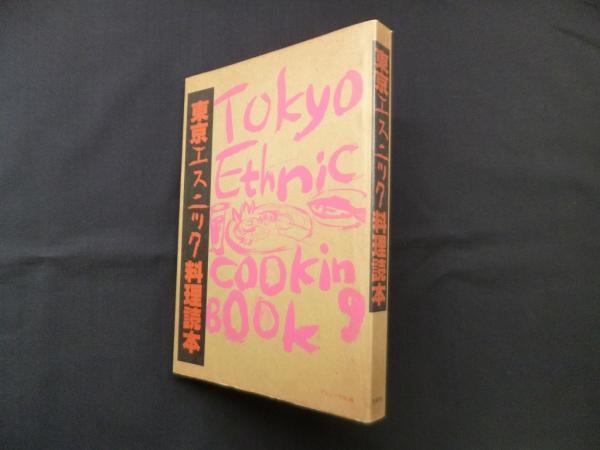 東京エスニック料理読本
Tokyo
Ethnic
風
cookin
BOOK g
東京エスニック料理読本